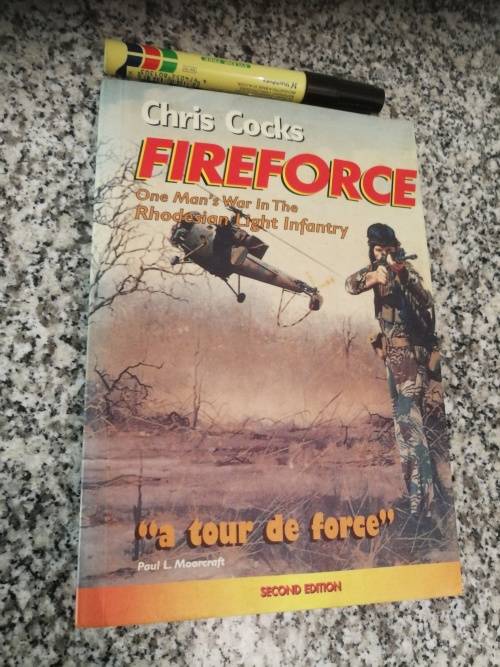 Chris Cocks
FIREFORCE
One Man's War in The
Rhodesian Light Infantry
"a tour de force"
Paul L. Moorcraft
SECOND EDITION